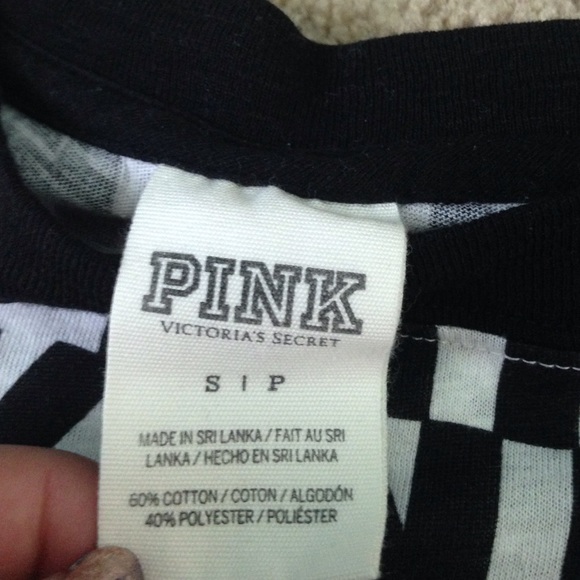 PINK
VICTORIA'S SECRET
S | P
MADE IN SRI LANKA / FAIT AU SRI
LANKA / HECHO EN SRI LANKA
60% COTTON / COTON / ALGODÓN
40% POLYESTER / POLIÉSTER